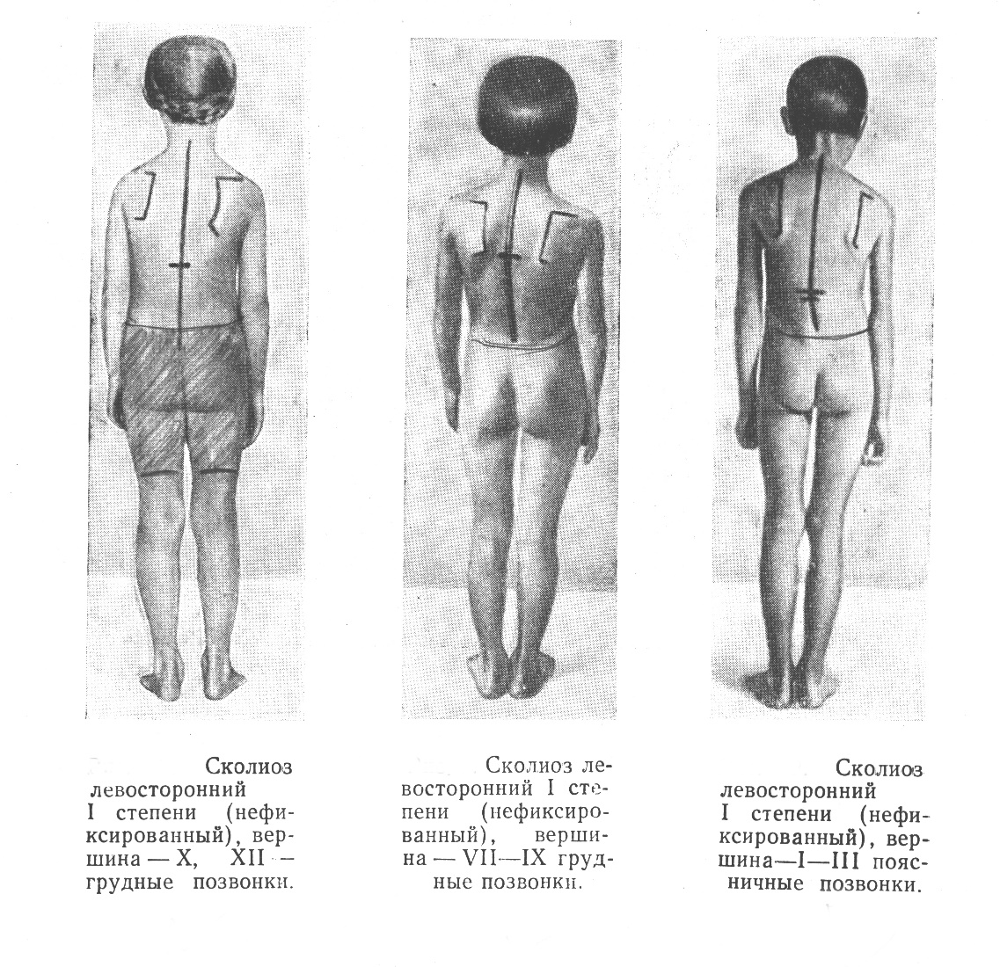 Сколиоз
левосторонний
I степени (нефи-
ксированный), вер-
шина — X, XII —
грудные позвонки.
Сколиоз ле-
восторонний I сте-
пени (нефиксиро-
ванный), верши-
на — VII—IX груд-
ные позвонки.
Сколиоз
левосторонний
I степени (нефи-
ксированный), вер-
шина—I—III пояс-
ничные позвонки.